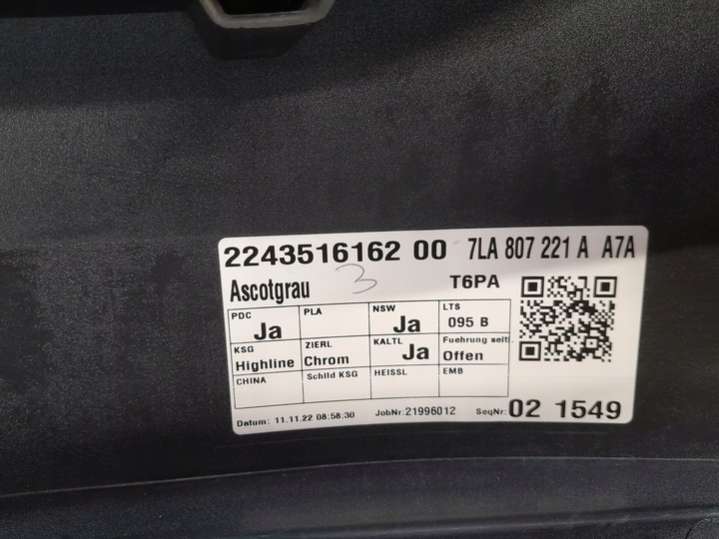 2243516162 00 7LA 807 221 A A7A
Ascotgrau 3 T6PA
PDC Ja PLA NSW Ja LTS 095 B
KSG Highline ZIERL Chrom KALTL Ja Fuehrung seitl Offen
CHINA Schild KSG HEISSL EMB
Datum: 11.11.22 08:58:30 JobNr:21996012 SeqNr: 02 1549